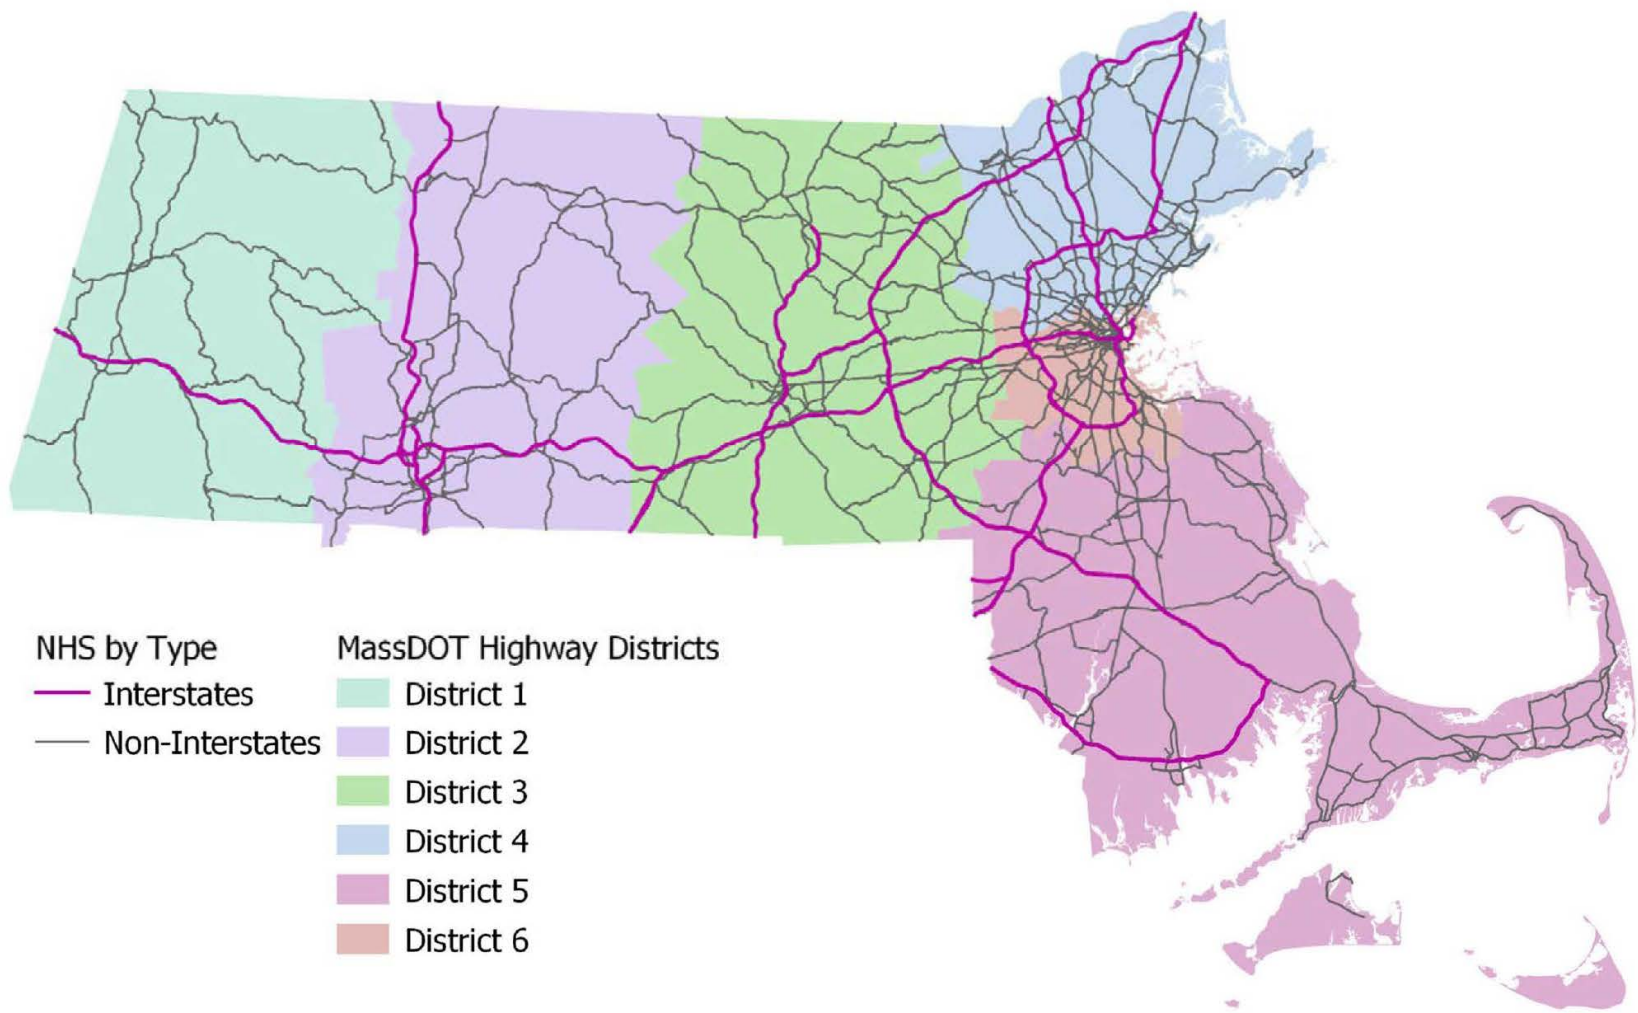 NHS by Type
Interstates
Non-Interstates
MassDOT Highway Districts
District 1
District 2
District 3
District 4
District 5
District 6